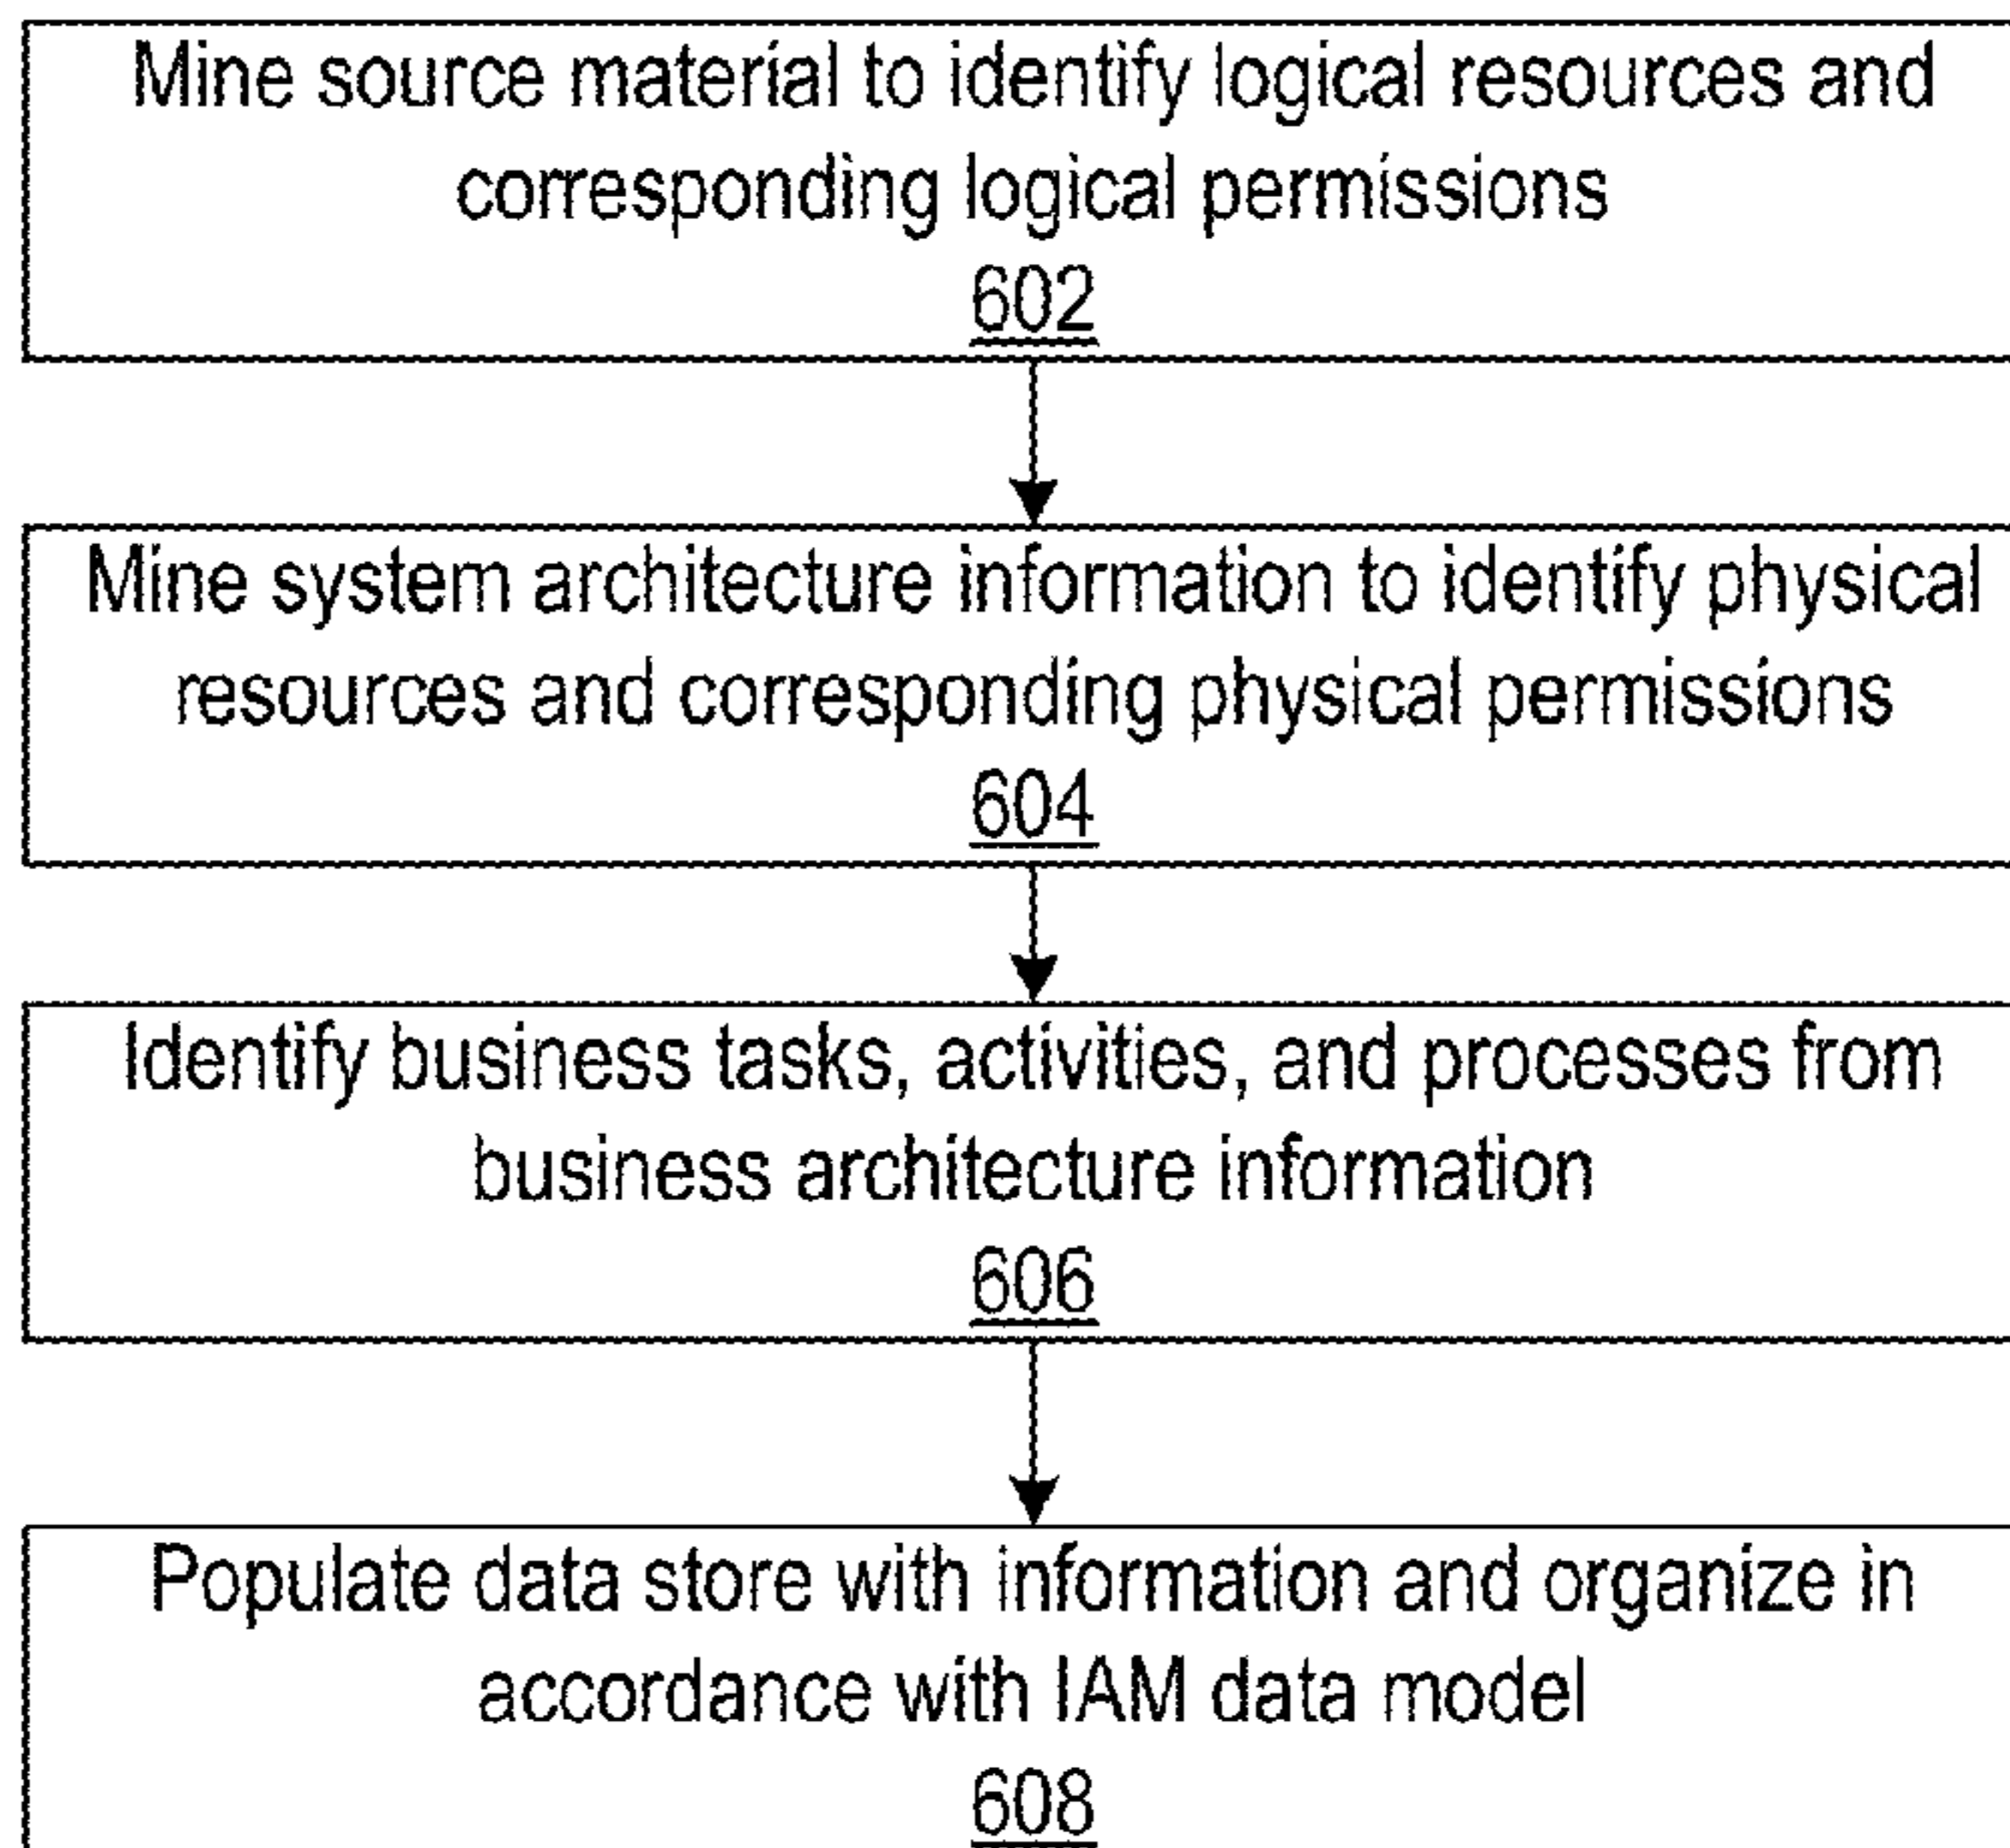 Mine source material to identify logical resources and
corresponding logical permissions
602
Mine system architecture information to identify physical
resources and corresponding physical permissions
604
Identify business tasks, activities, and processes from
business architecture information
606
Populate data store with information and organize in
accordance with IAM data model
608